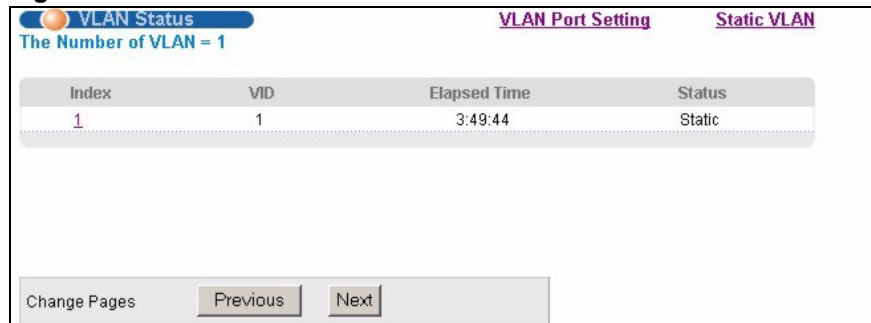 VLAN Status VLAN Port Setting Static VLAN
The Number of VLAN = 1
Index VID Elapsed Time Status
1 1 3:49:44 Static
Change Pages Previous Next